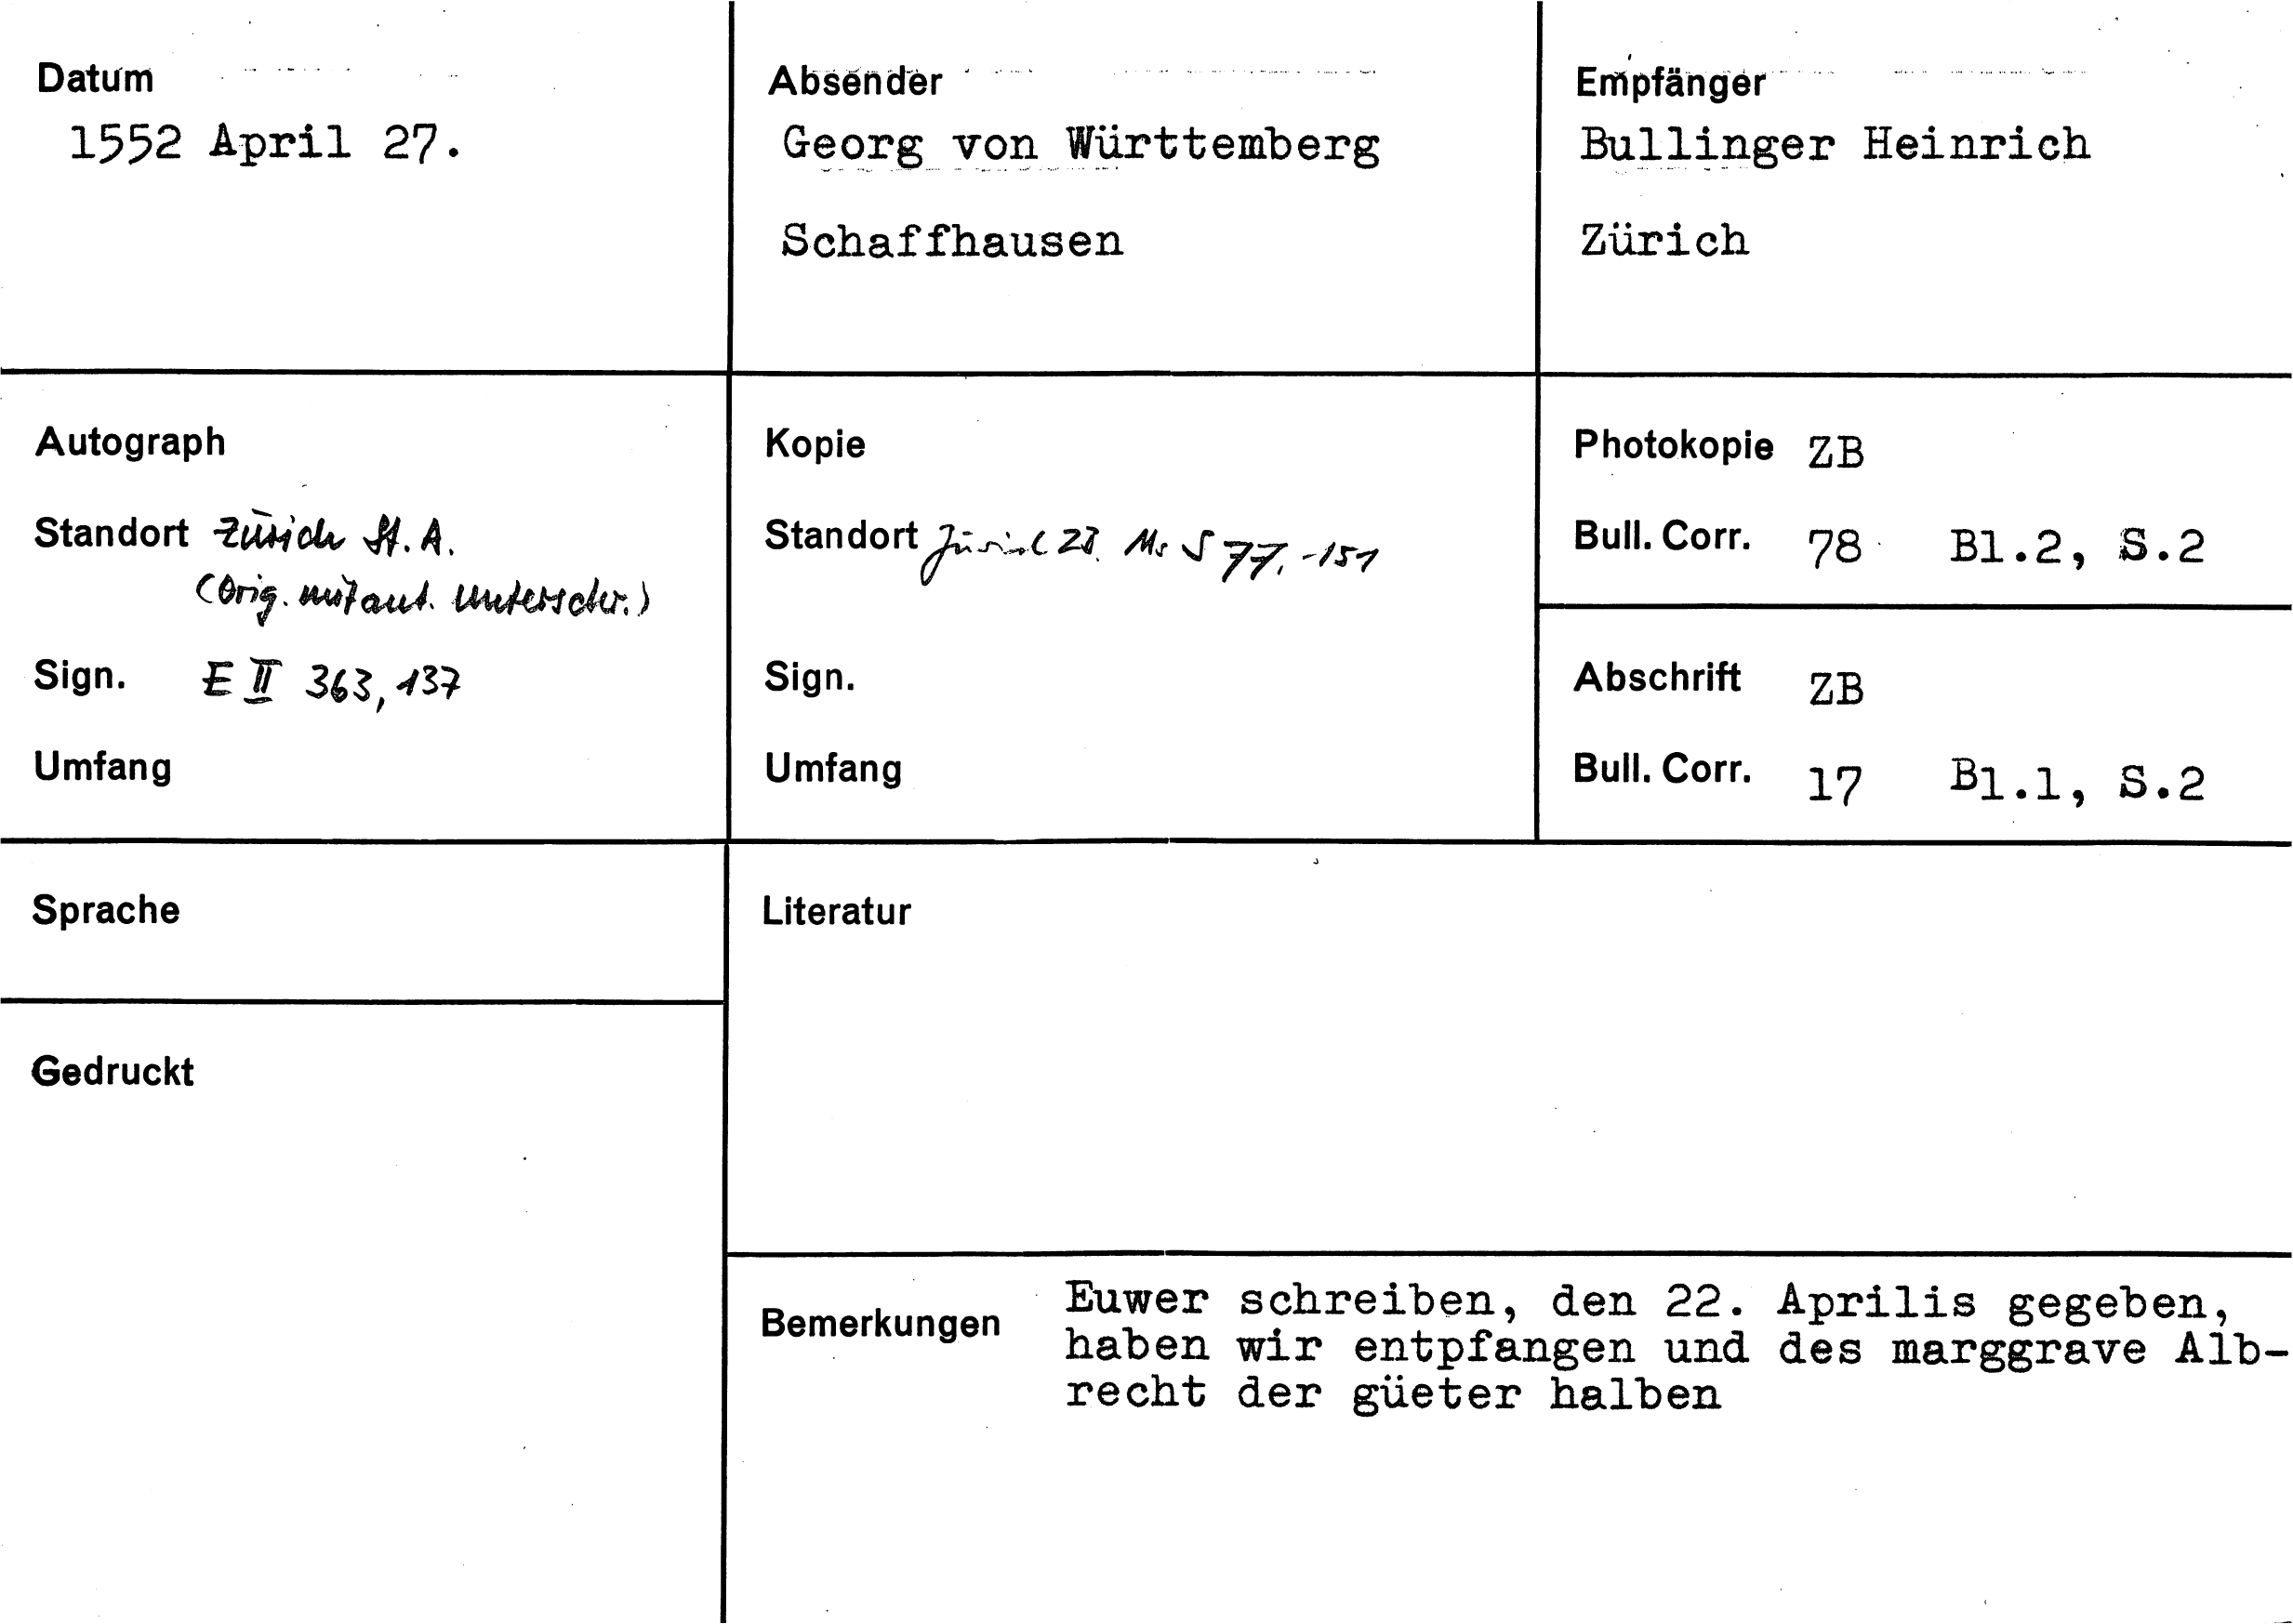 Datum
1552 April 27.
Absender
Georg von Württemberg
Schaffhausen
Empfänger
Bullinger Heinrich
Zürich
Autograph
Standort Zürich St. A.
(Orig. mit aut. Unterschr.)
Sign. E II 363, 137
Umfang
Kopie
Standort Zürich ZB. Ms S 77, 151
Sign.
Umfang
Photokopie ZB
Bull. Corr. 78 Bl.2, S.2
Abschrift ZB
Bull. Corr. 17 Bl.1, S.2
Sprache
Literatur
Gedruckt
Bemerkungen
Euwer schreiben, den 22. Aprilis gegeben,
haben wir entpfangen und des marggrave Alb-
recht der güeter halben